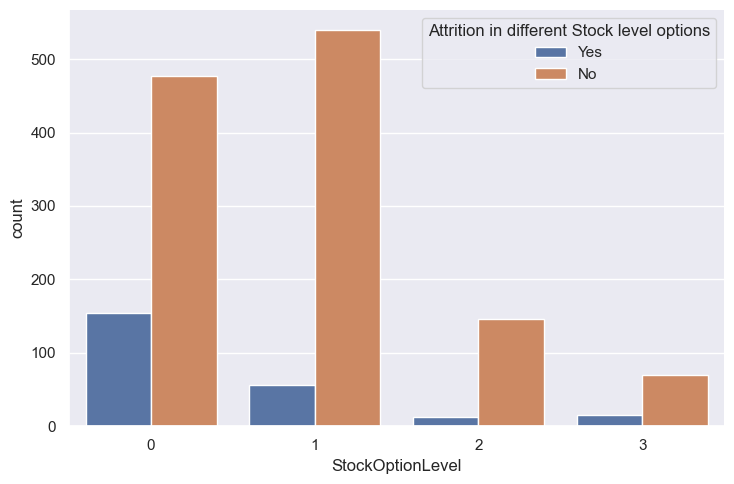 Attrition in different Stock level options
Yes
No
500
400
300
200
100
0
count
0 1 2 3
StockOptionLevel